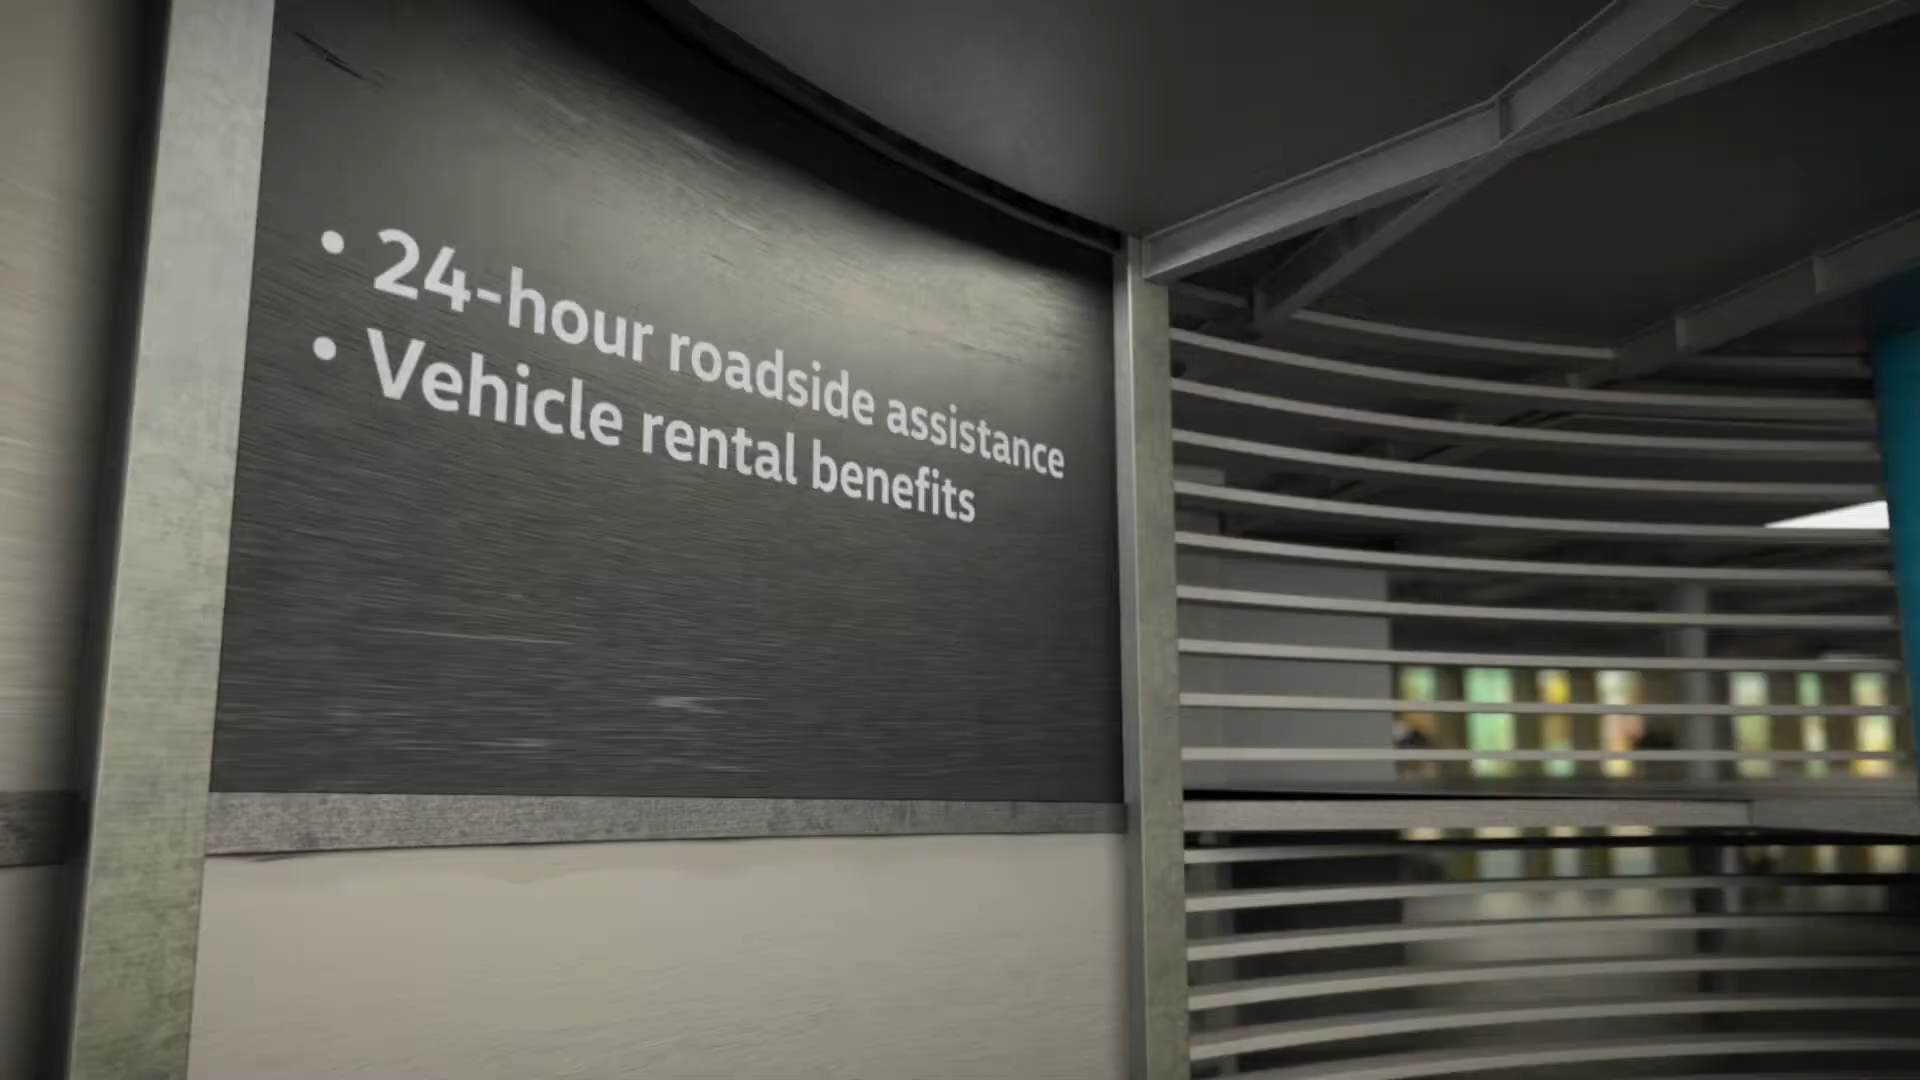 • 24-hour roadside assistance
• Vehicle rental benefits